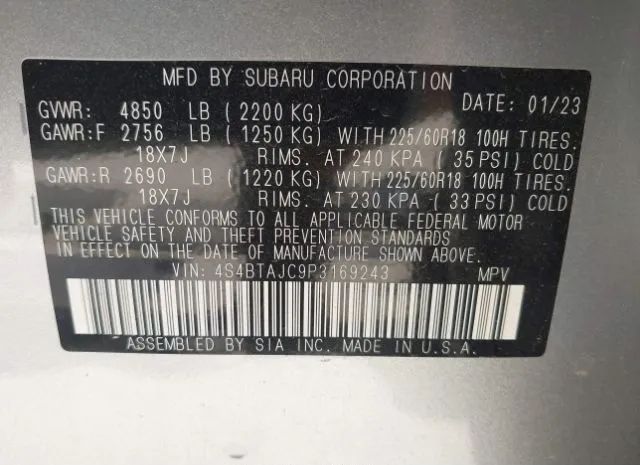 MFD BY SUBARU CORPORATION
DATE: 01/23
GVWR: 4850 LB (2200 KG)
GAWR:F 2756 LB (1250 KG) WITH 225/60R18 100H TIRES.
18X7J RIMS. AT 240 KPA (35 PSI) COLD
GAWR:R 2690 LB (1220 KG) WITH 225/60R18 100H TIRES.
18X7J RIMS. AT 230 KPA (33 PSI) COLD
THIS VEHICLE CONFORMS TO ALL APPLICABLE FEDERAL MOTOR
VEHICLE SAFETY AND THEFT PREVENTION STANDARDS
IN EFFECT ON THE DATE OF MANUFACTURE SHOWN ABOVE.
VIN: 4S4BTAJC9P3169243 MPV
ASSEMBLED BY SIA INC. MADE IN U.S.A.